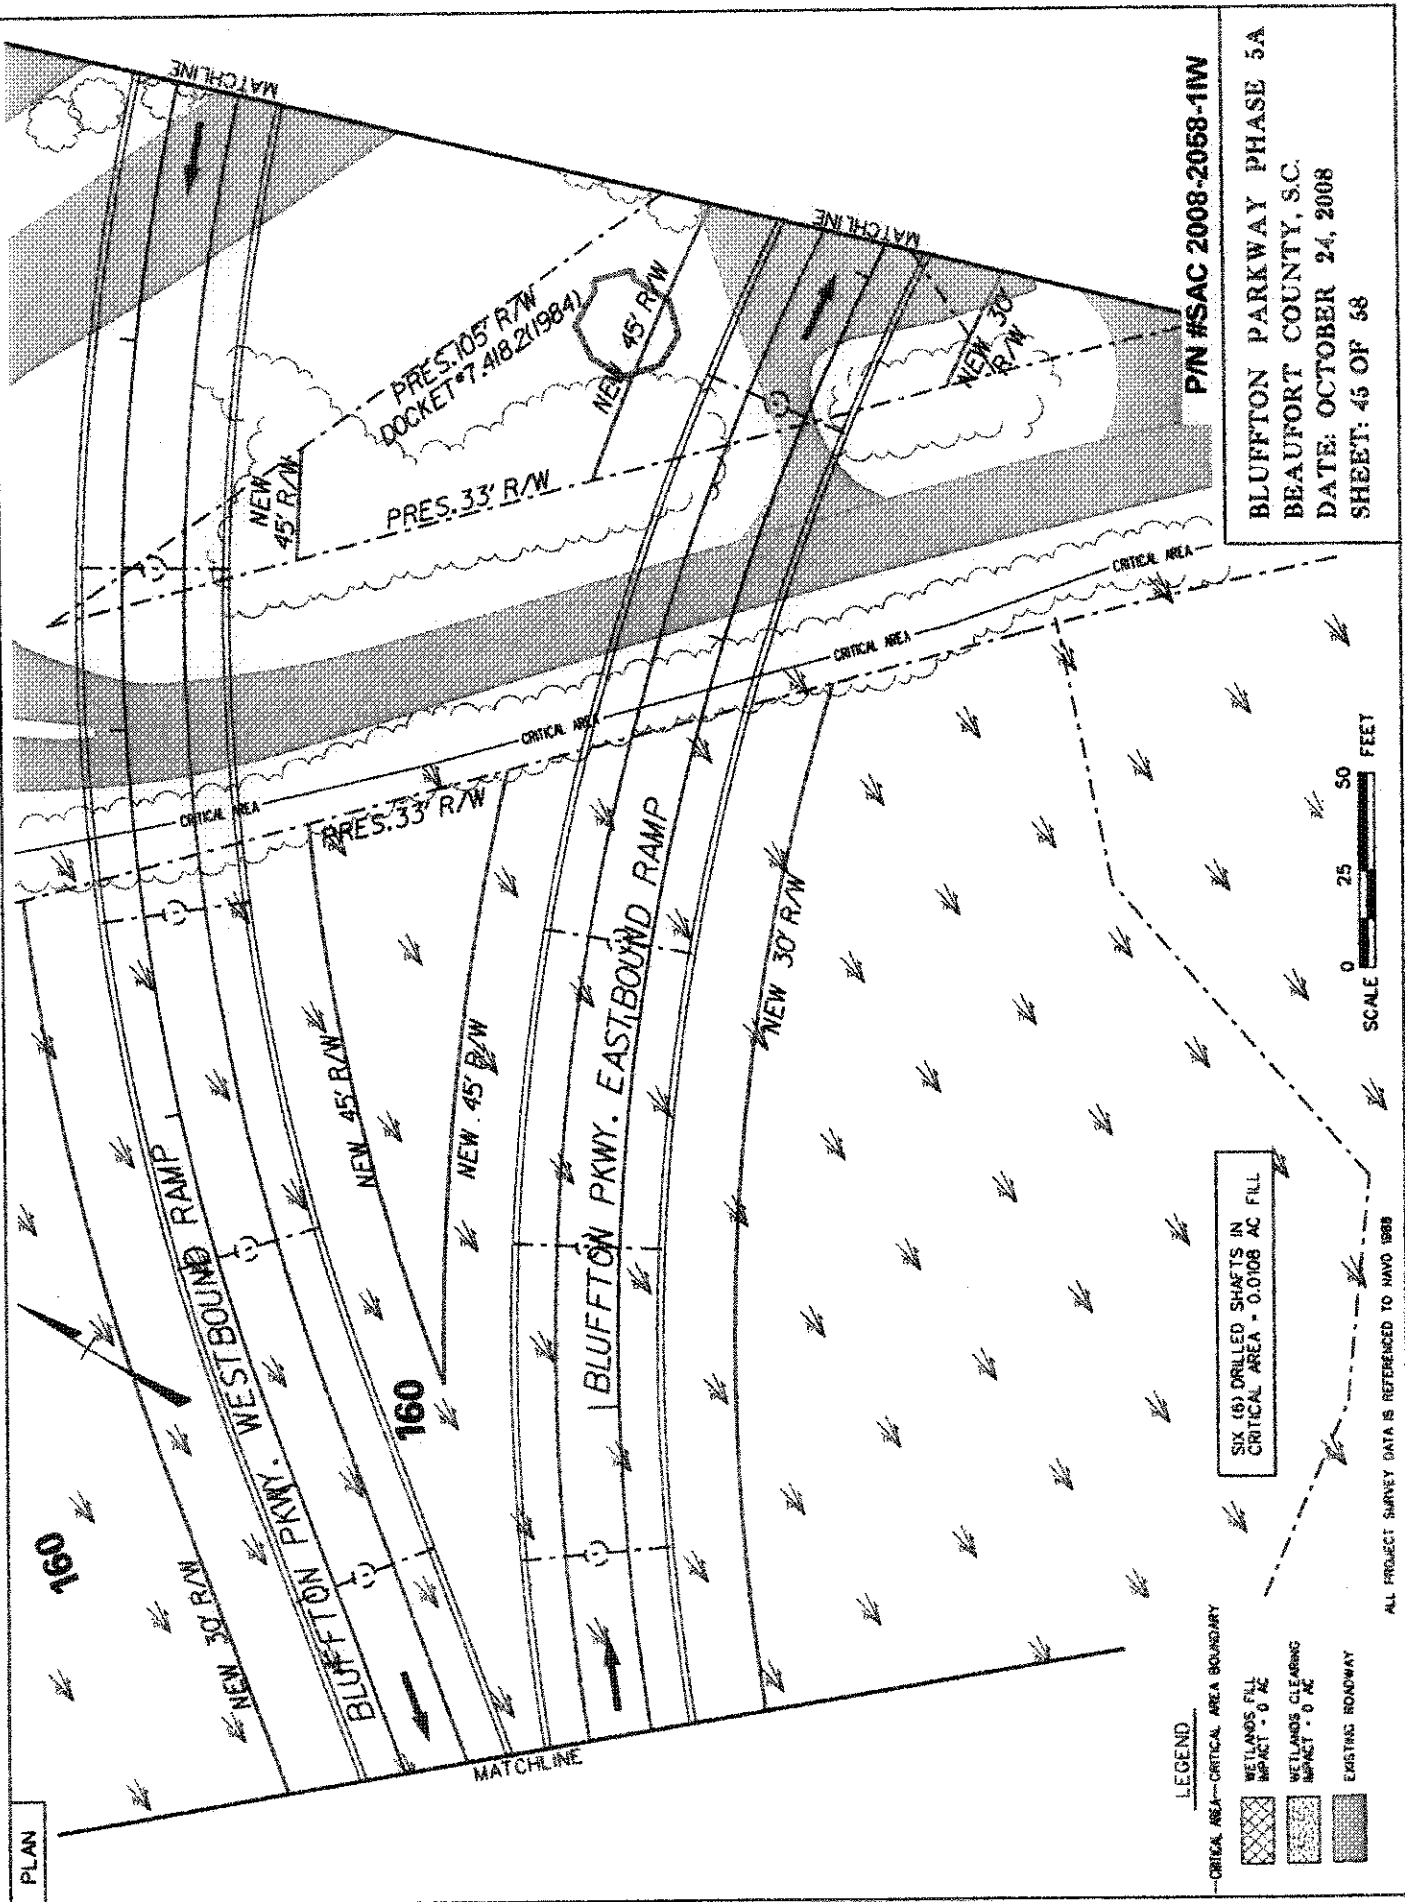 PLAN
MATCHLINE
MATCHLINE
MATCHLINE
160
160
NEW 30' R/W
BLUFFTON PKWY. WESTBOUND RAMP
NEW 45' R/W
NEW 45' R/W
BLUFFTON PKWY. EASTBOUND RAMP
NEW 30' R/W
PRES. 33' R/W
CRITICAL AREA
CRITICAL AREA
CRITICAL AREA
CRITICAL AREA
NEW
45' R/W
PRES. 33' R/W
PRES. 105' R/W
DOCKET #7.418.2(1984)
NEW 45' R/W
NEW 30'
R/W
SIX (6) DRILLED SHAFTS IN
CRITICAL AREA - 0.0108 AC FILL
LEGEND
CRITICAL AREA CRITICAL AREA BOUNDARY
WETLANDS FILL
IMPACT - 0 AC
WETLANDS CLEARING
IMPACT - 0 AC
EXISTING ROADWAY
ALL PROJECT SURVEY DATA IS REFERENCED TO NAVD 1988
SCALE 0 25 50 FEET
P/N #SAC 2008-2058-1IW
BLUFFTON PARKWAY PHASE 5A
BEAUFORT COUNTY, S.C.
DATE: OCTOBER 24, 2008
SHEET: 45 OF 58